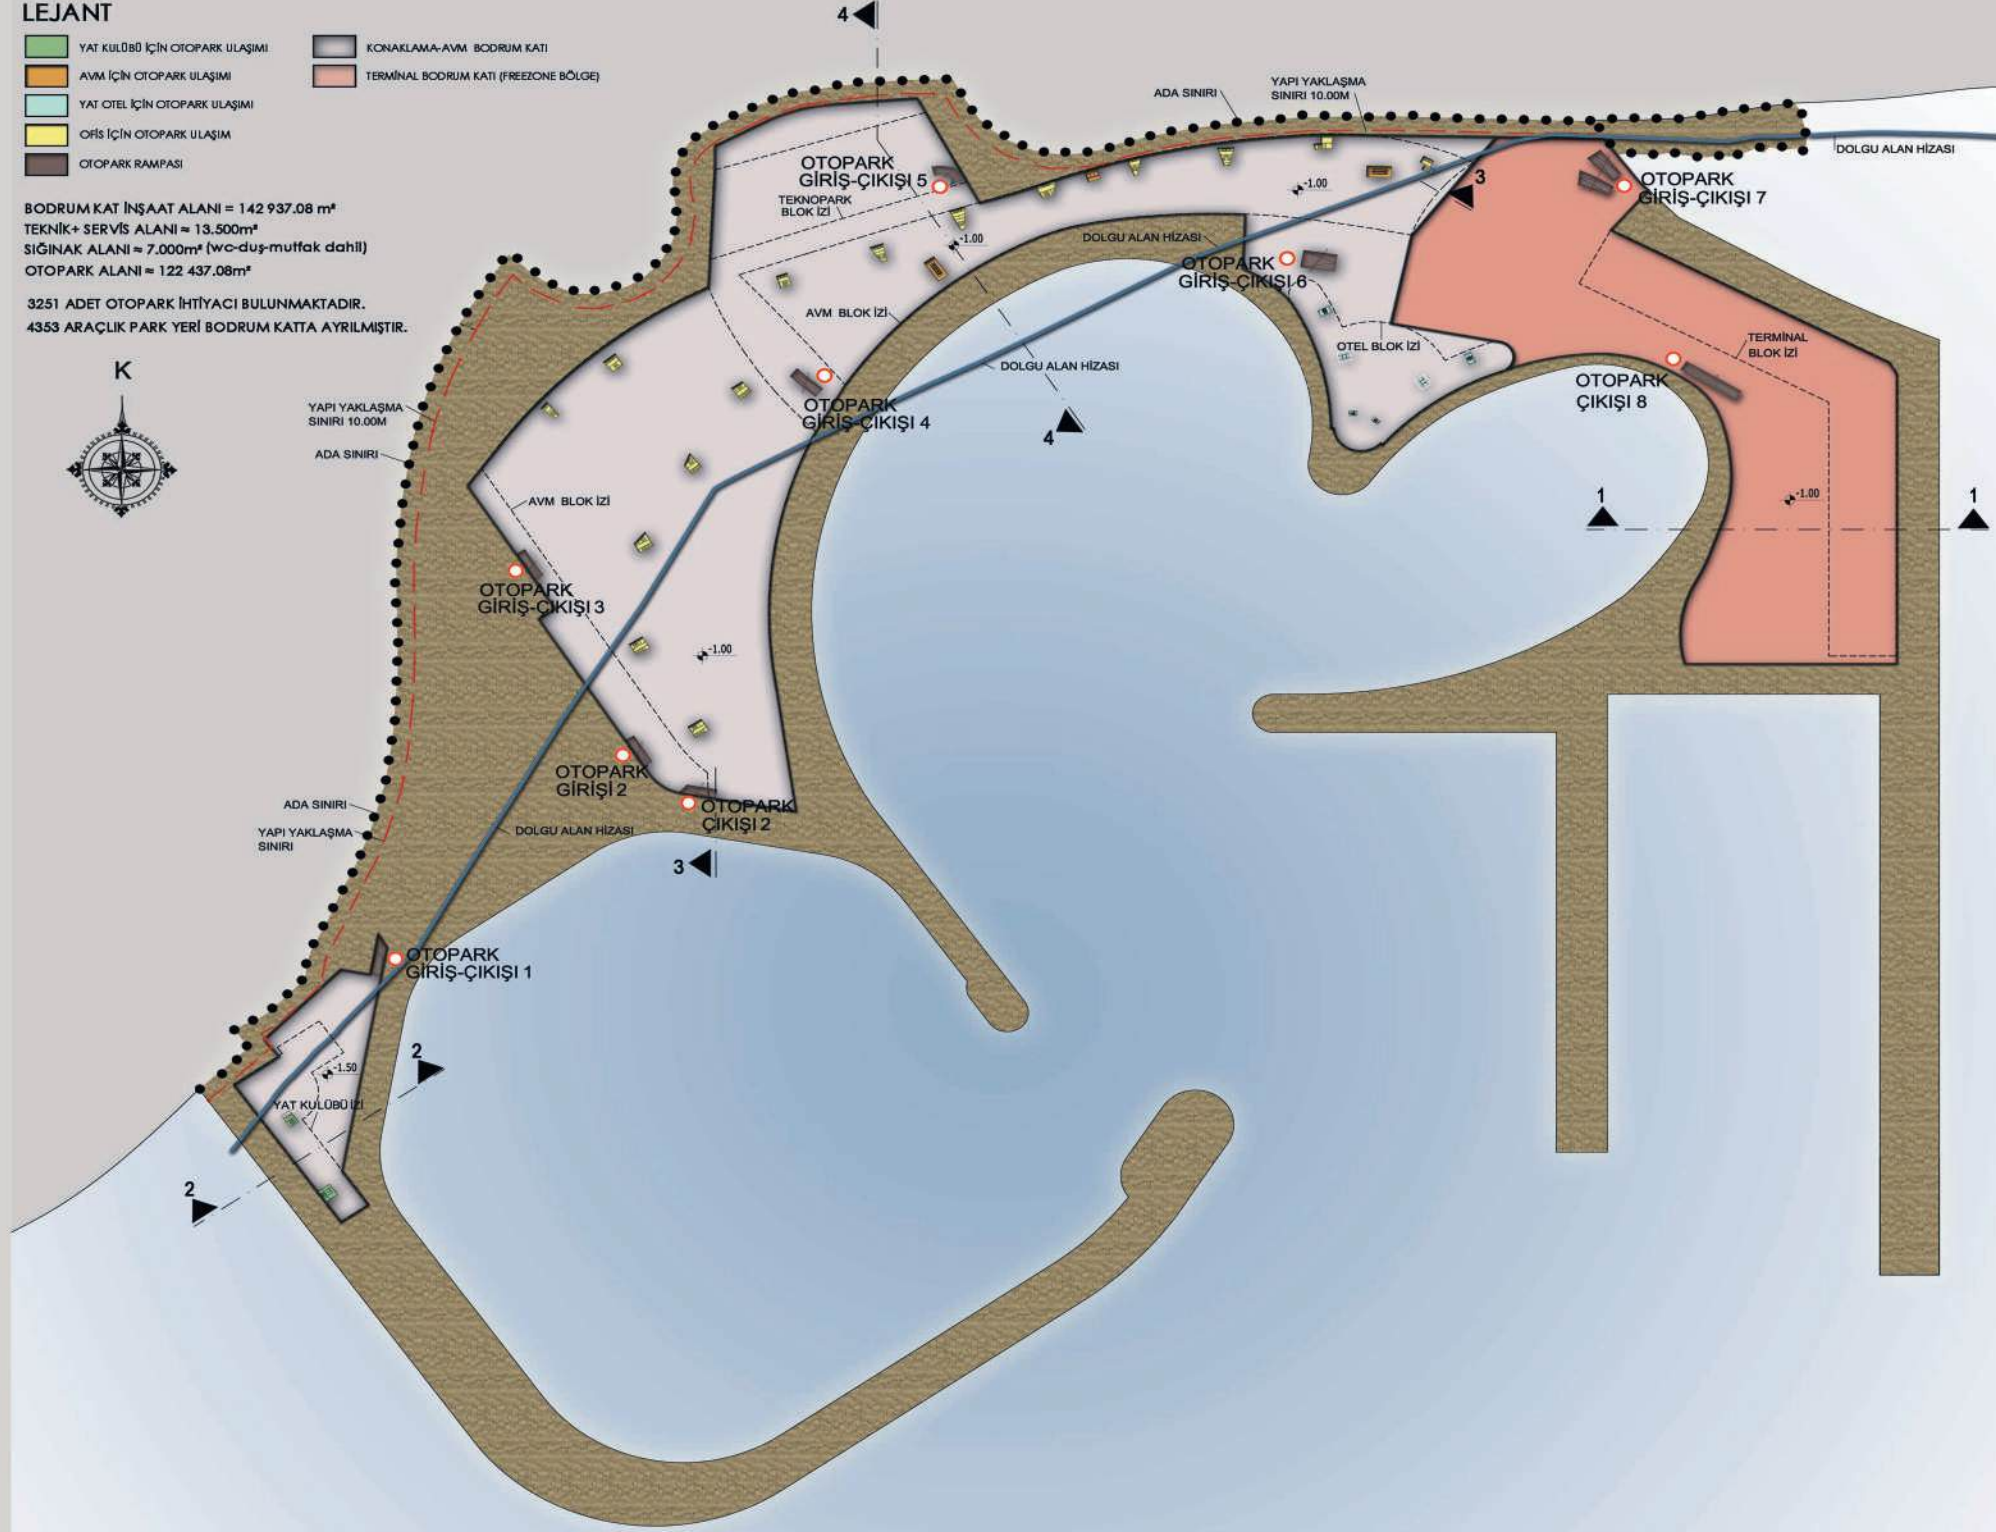 LEJANT
YAT KULÜBÜ İÇİN OTOPARK ULAŞIMI
AVM İÇİN OTOPARK ULAŞIMI
YAT OTEL İÇİN OTOPARK ULAŞIMI
OFİS İÇİN OTOPARK ULAŞIM
OTOPARK RAMPASI
KONAKLAMA-AVM BODRUM KATI
TERMİNAL BODRUM KATI (FREEZONE BÖLGE)
BODRUM KAT İNŞAAT ALANI = 142 937.08 m²
TEKNİK+ SERVİS ALANI ≈ 13.500m²
SIĞINAK ALANI ≈ 7.000m² (wc-duş-mutfak dahil)
OTOPARK ALANI ≈ 122 437.08m²
3251 ADET OTOPARK İHTİYACI BULUNMAKTADIR.
4353 ARAÇLIK PARK YERİ BODRUM KATTA AYRILMIŞTIR.
K
4
ADA SINIRI
YAPI YAKLAŞMA
SINIRI 10.00M
DOLGU ALAN HİZASI
OTOPARK
GİRİŞ-ÇIKIŞI 5
TEKNOPARK
BLOK İZİ
-1.00
-1.00
3
OTOPARK
GİRİŞ-ÇIKIŞI 7
DOLGU ALAN HİZASI
OTOPARK
GİRİŞ-ÇIKIŞI 6
AVM BLOK İZİ
OTEL BLOK İZİ
TERMİNAL
BLOK İZİ
DOLGU ALAN HİZASI
OTOPARK
ÇIKIŞI 8
OTOPARK
GİRİŞ-ÇIKIŞI 4
4
YAPI YAKLAŞMA
SINIRI 10.00M
ADA SINIRI
AVM BLOK İZİ
-1.00
1
1
OTOPARK
GİRİŞ-ÇIKIŞI 3
-1.00
OTOPARK
GİRİŞİ 2
OTOPARK
ÇIKIŞI 2
ADA SINIRI
YAPI YAKLAŞMA
SINIRI
DOLGU ALAN HİZASI
3
OTOPARK
GİRİŞ-ÇIKIŞI 1
2
-1.50
YAT KULÜBÜ İZİ
2